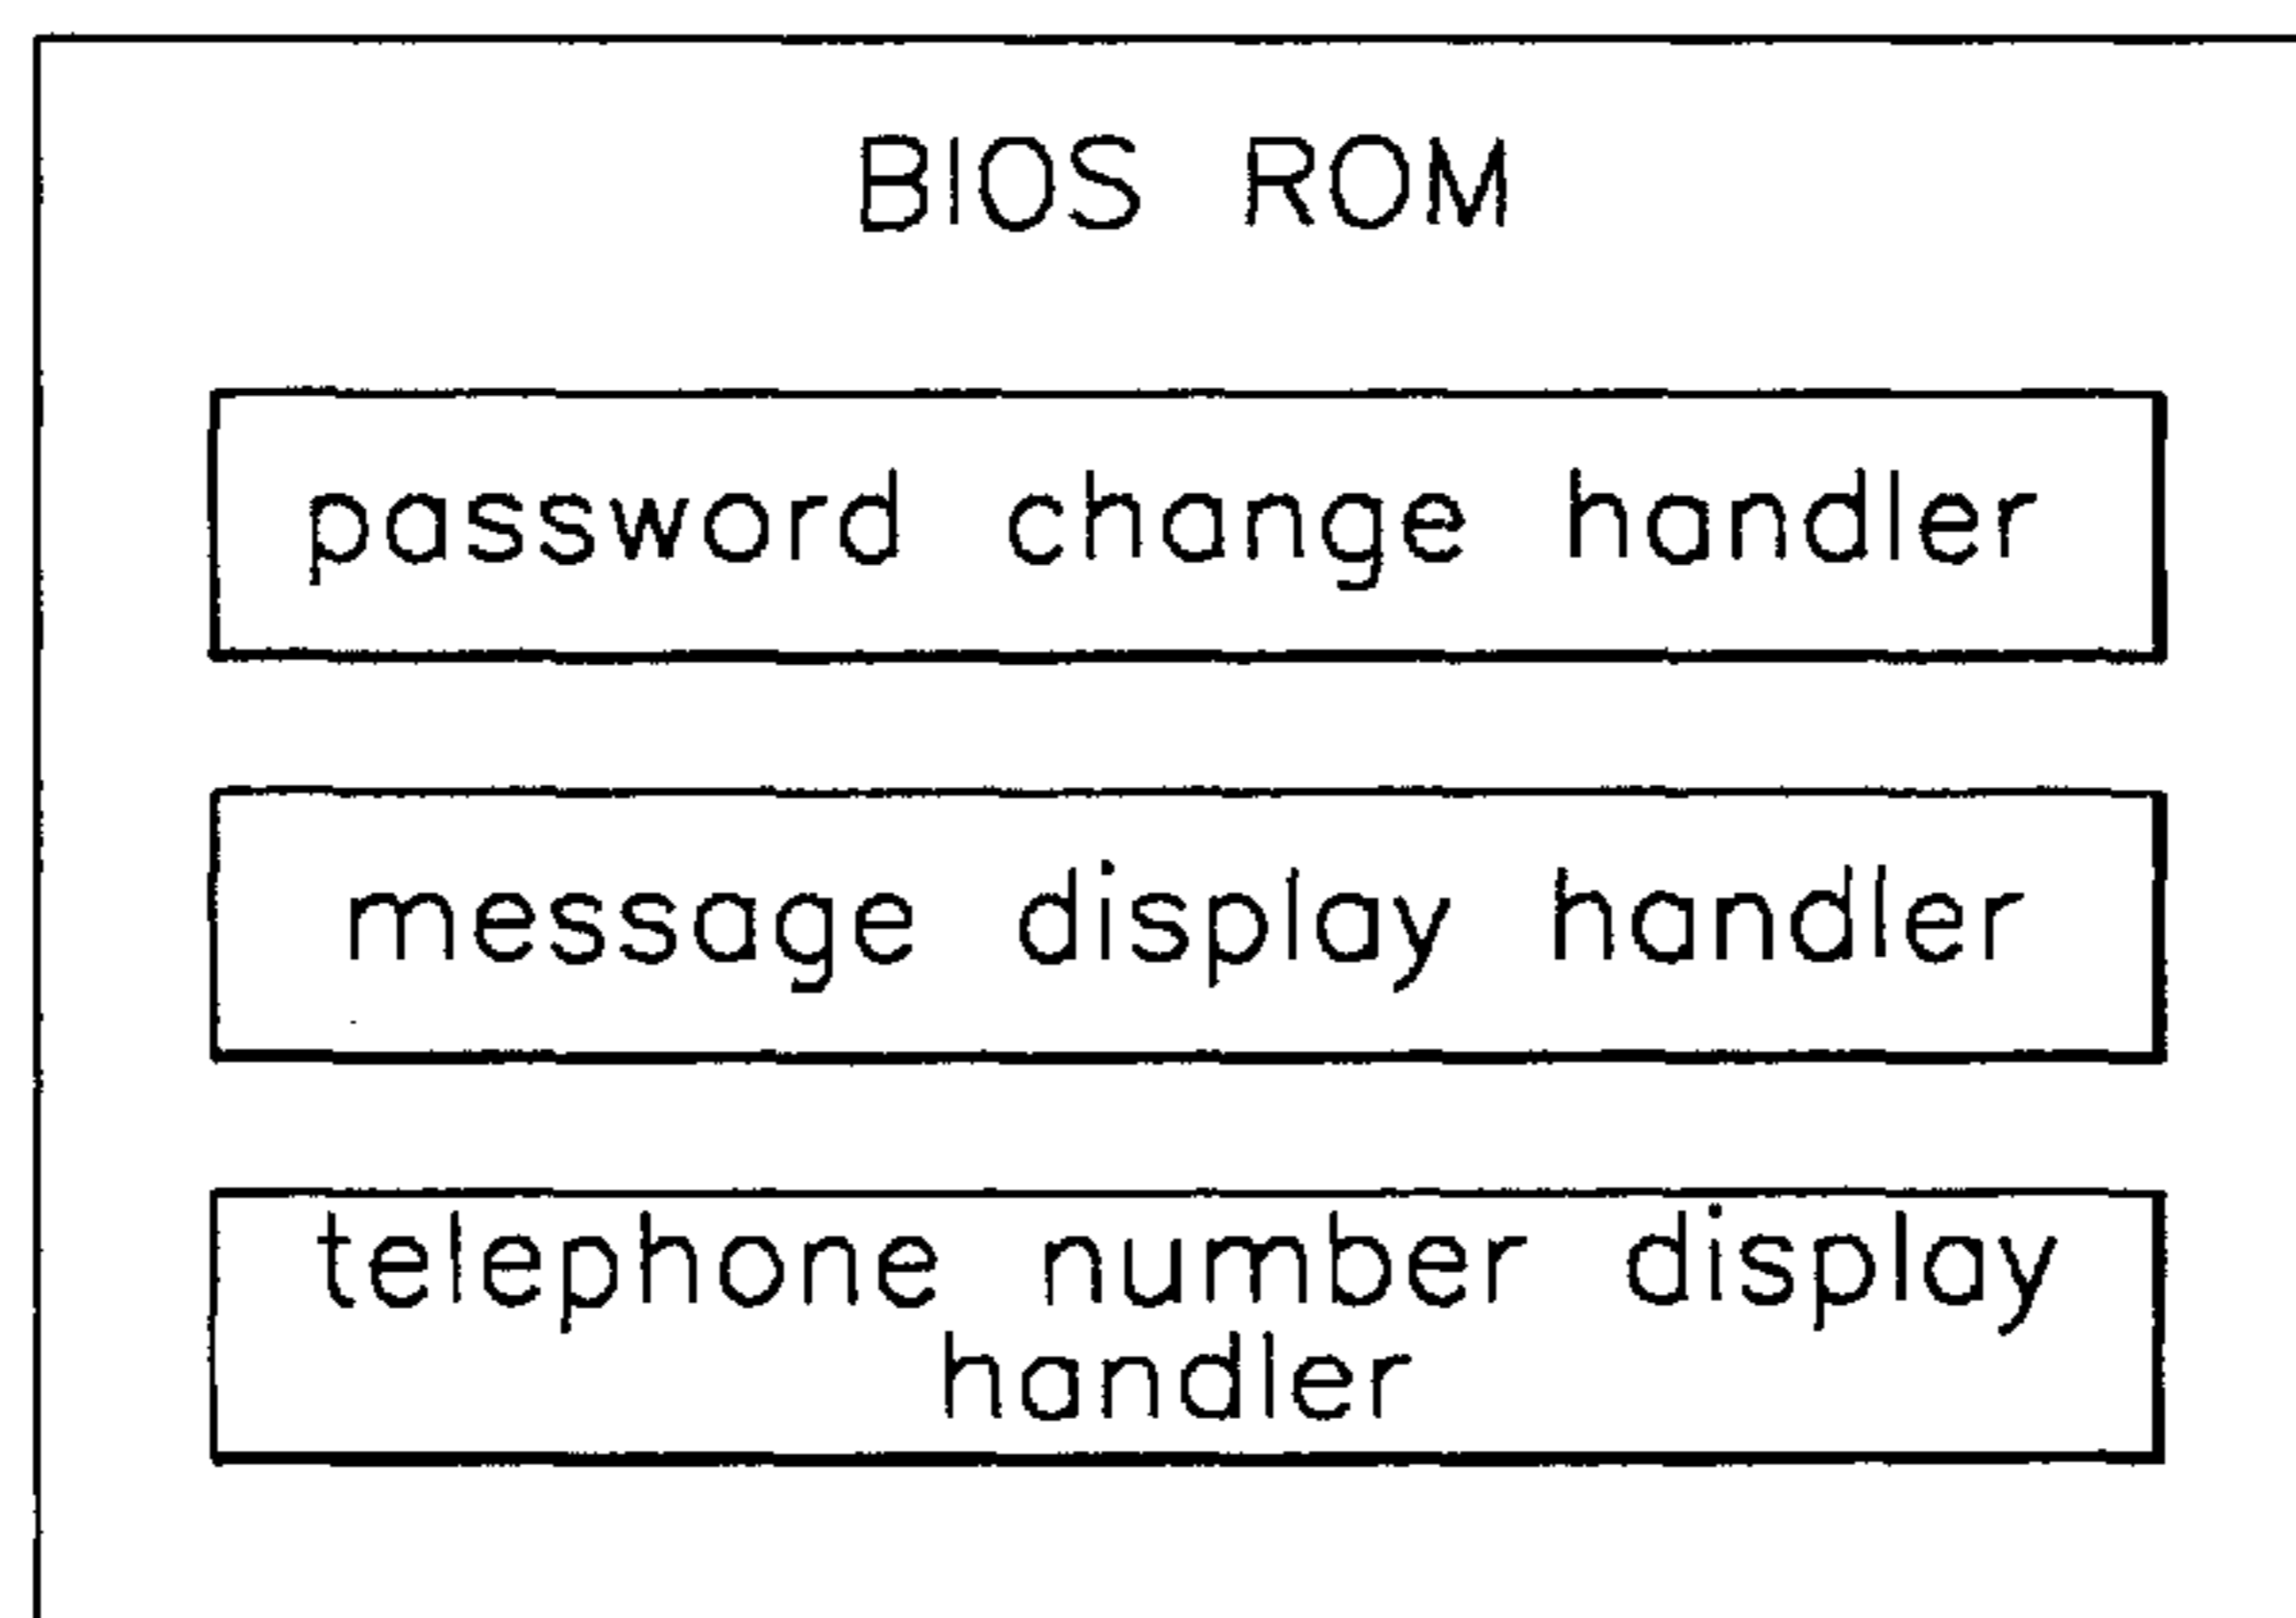 BIOS ROM
password change handler
message display handler
telephone number display
handler